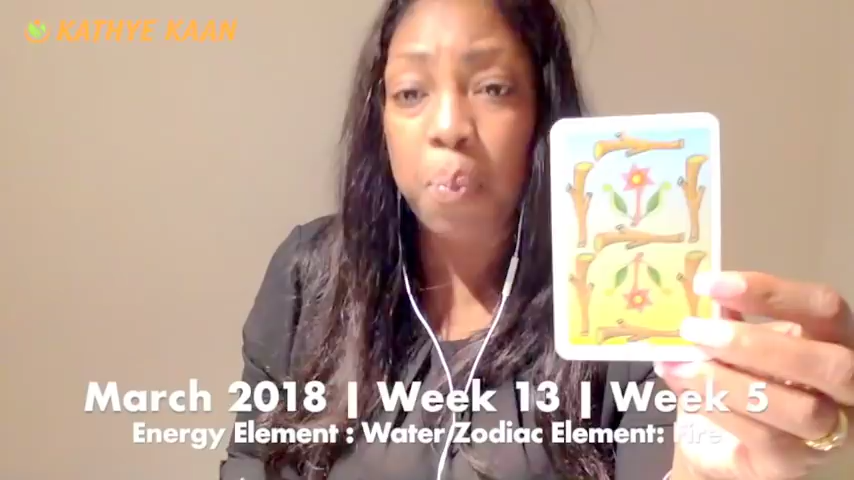 KATHYE KAAN
March 2018 | Week 13 | Week 5
Energy Element : Water Zodiac Element: Fire